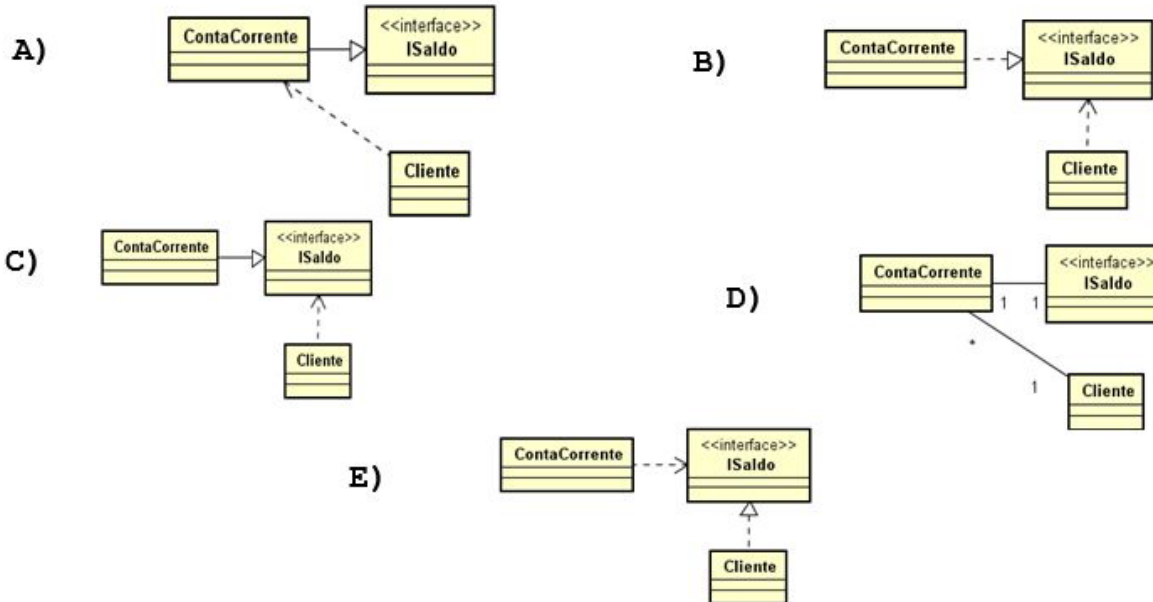 A)
ContaCorrente
<<interface>>
ISaldo
Cliente
B)
ContaCorrente
<<interface>>
ISaldo
Cliente
C)
ContaCorrente
<<interface>>
ISaldo
Cliente
D)
ContaCorrente
<<interface>>
ISaldo
1 1
*
1
Cliente
E)
ContaCorrente
<<interface>>
ISaldo
Cliente